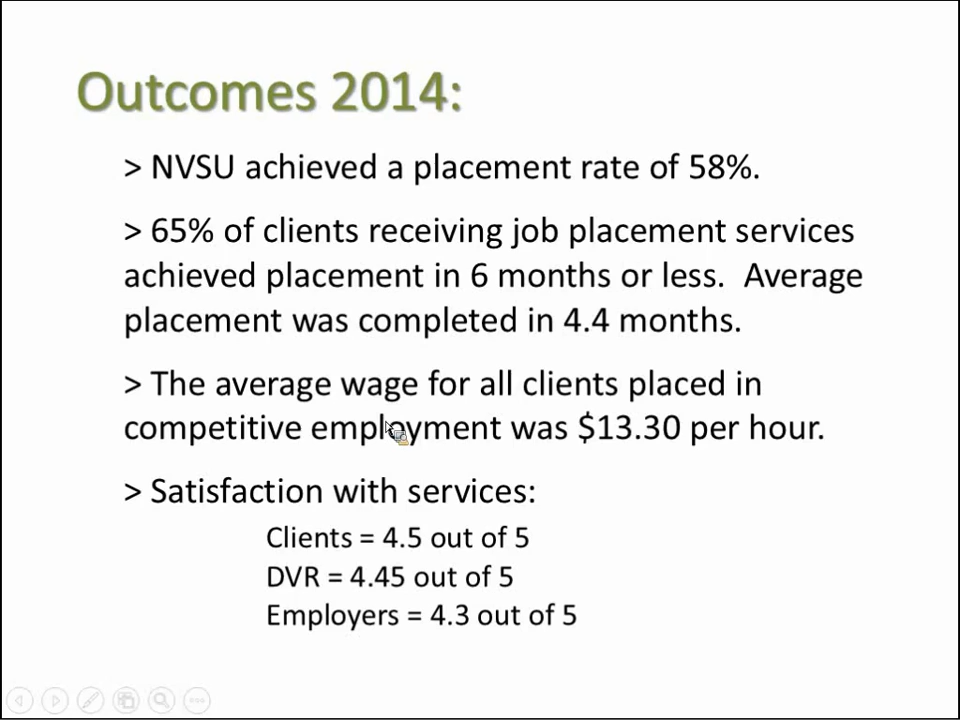 Outcomes 2014:
> NVSU achieved a placement rate of 58%.
> 65% of clients receiving job placement services
achieved placement in 6 months or less.  Average
placement was completed in 4.4 months.
> The average wage for all clients placed in
competitive employment was $13.30 per hour.
> Satisfaction with services:
Clients = 4.5 out of 5
DVR = 4.45 out of 5
Employers = 4.3 out of 5